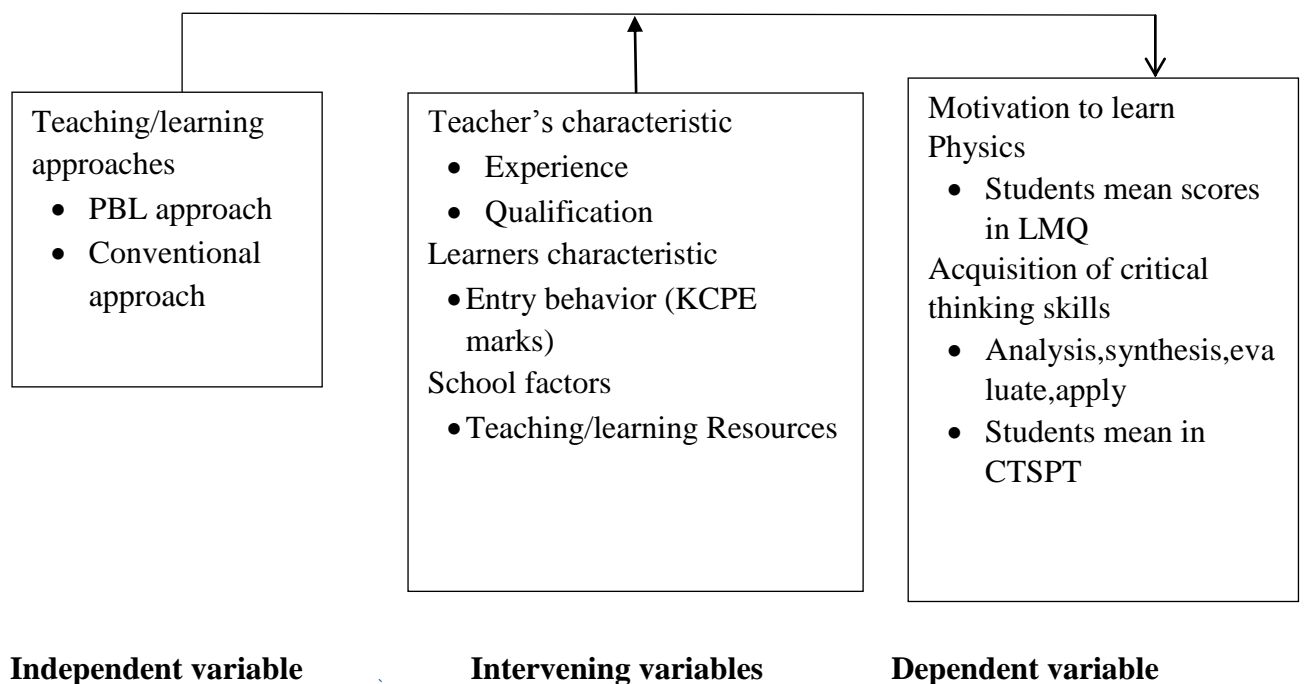 Teaching/learning
approaches
• PBL approach
• Conventional
approach
Teacher’s characteristic
• Experience
• Qualification
Learners characteristic
• Entry behavior (KCPE
marks)
School factors
• Teaching/learning Resources
Motivation to learn
Physics
• Students mean scores
in LMQ
Acquisition of critical
thinking skills
• Analysis,synthesis,eva
luate,apply
• Students mean in
CTSPT
Independent variable
Intervening variables
Dependent variable